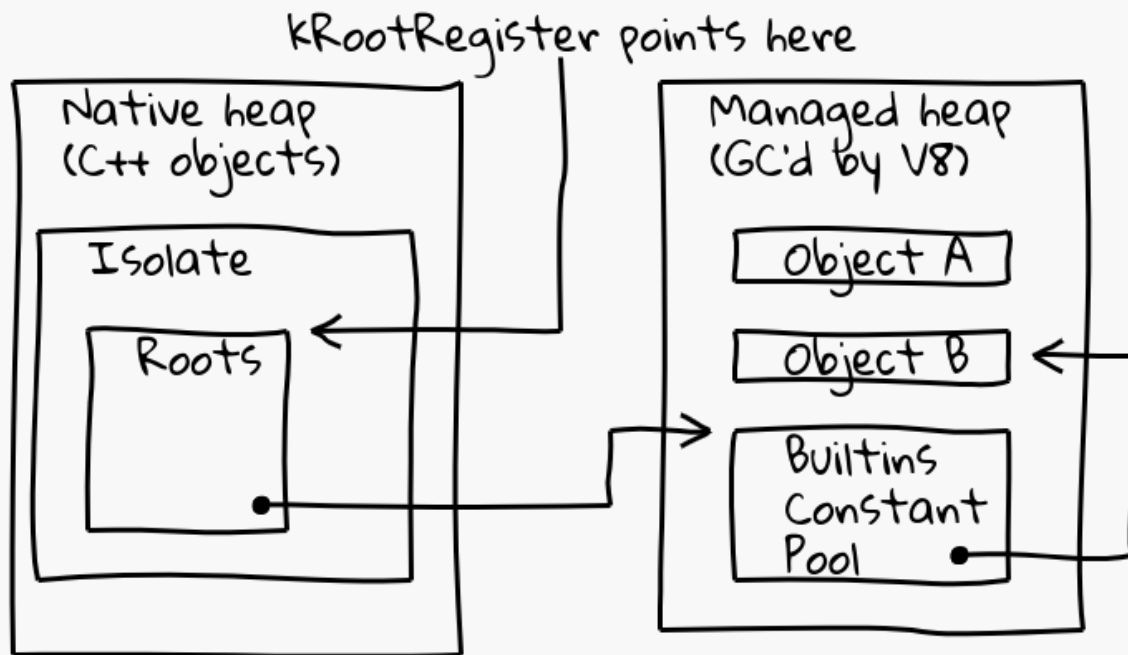 kRootRegister points here
Native heap
(C++ objects)
Isolate
Roots
Managed heap
(GC'd by V8)
Object A
Object B
Builtins
Constant
Pool